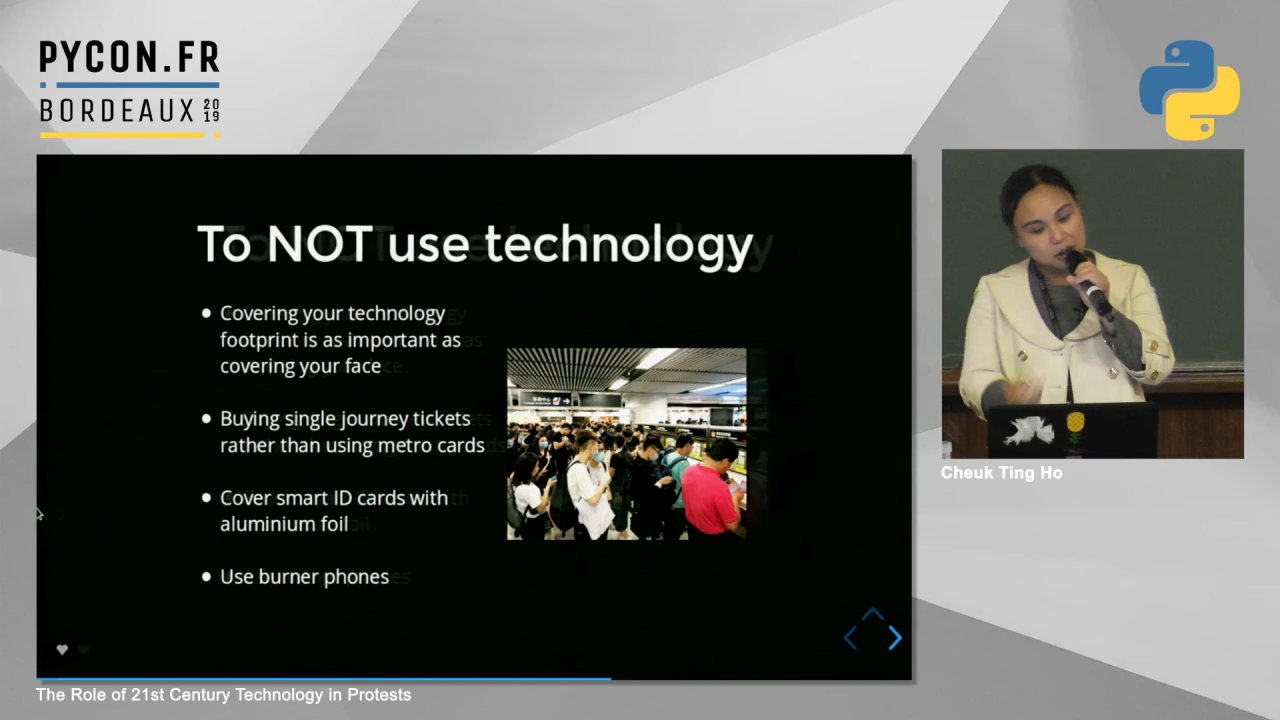 PYCON.FR
BORDEAUX 2019
To NOT use technology
Covering your technology
footprint is as important as
covering your face
Buying single journey tickets
rather than using metro cards
Cover smart ID cards with
aluminium foil
Use burner phones
Cheuk Ting Ho
The Role of 21st Century Technology in Protests